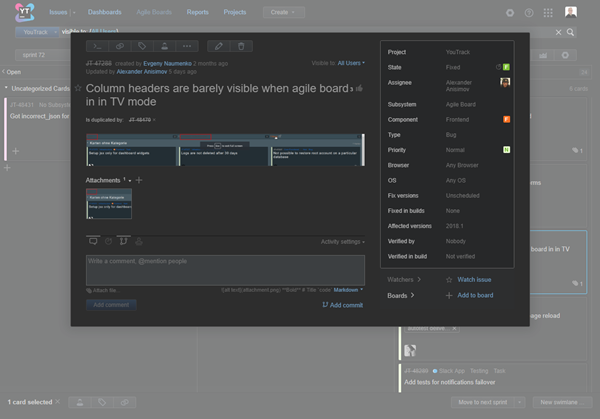 YT
Issues
Dashboards
Agile Boards
Reports
Projects
Create
YouTrack
visible to: {All Users}
sprint 72
Open
Uncategorized Cards
JT-40431 No Subsystem
Got incorrect_json for
JT-47288 created by Evgeny Naumenko 2 months ago
Updated by Alexander Anisimov 5 days ago
Visible to: All Users
Column headers are barely visible when agile board
in in TV mode
3
Is duplicated by: JT-48470
Attachments 1
Activity settings
Write a comment, @mention people
Attach file
Markdown
Add comment
Add commit
Project YouTrack
State Fixed F
Assignee Alexander
Anisimov
Subsystem Agile Board
Component Frontend F
Type Bug
Priority Normal N
Browser Any Browser
OS Any OS
Fix versions Unscheduled
Fixed in builds None
Affected versions 2018.1
Verified by Nobody
Verified in build Not verified
Watchers
Watch Issue
Boards
Add to board
1
board in in TV
1
age reload
Slack App Testing Task
Add tests for notifications failover
1 card selected
Move to next sprint
New swimlane